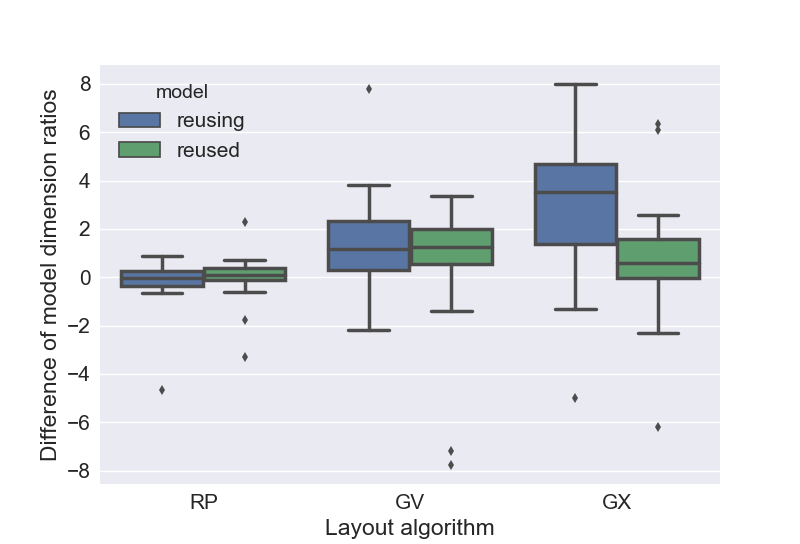 Difference of model dimension ratios
8
6
4
2
0
−2
−4
−6
−8
model
reusing
reused
RP GV GX
Layout algorithm